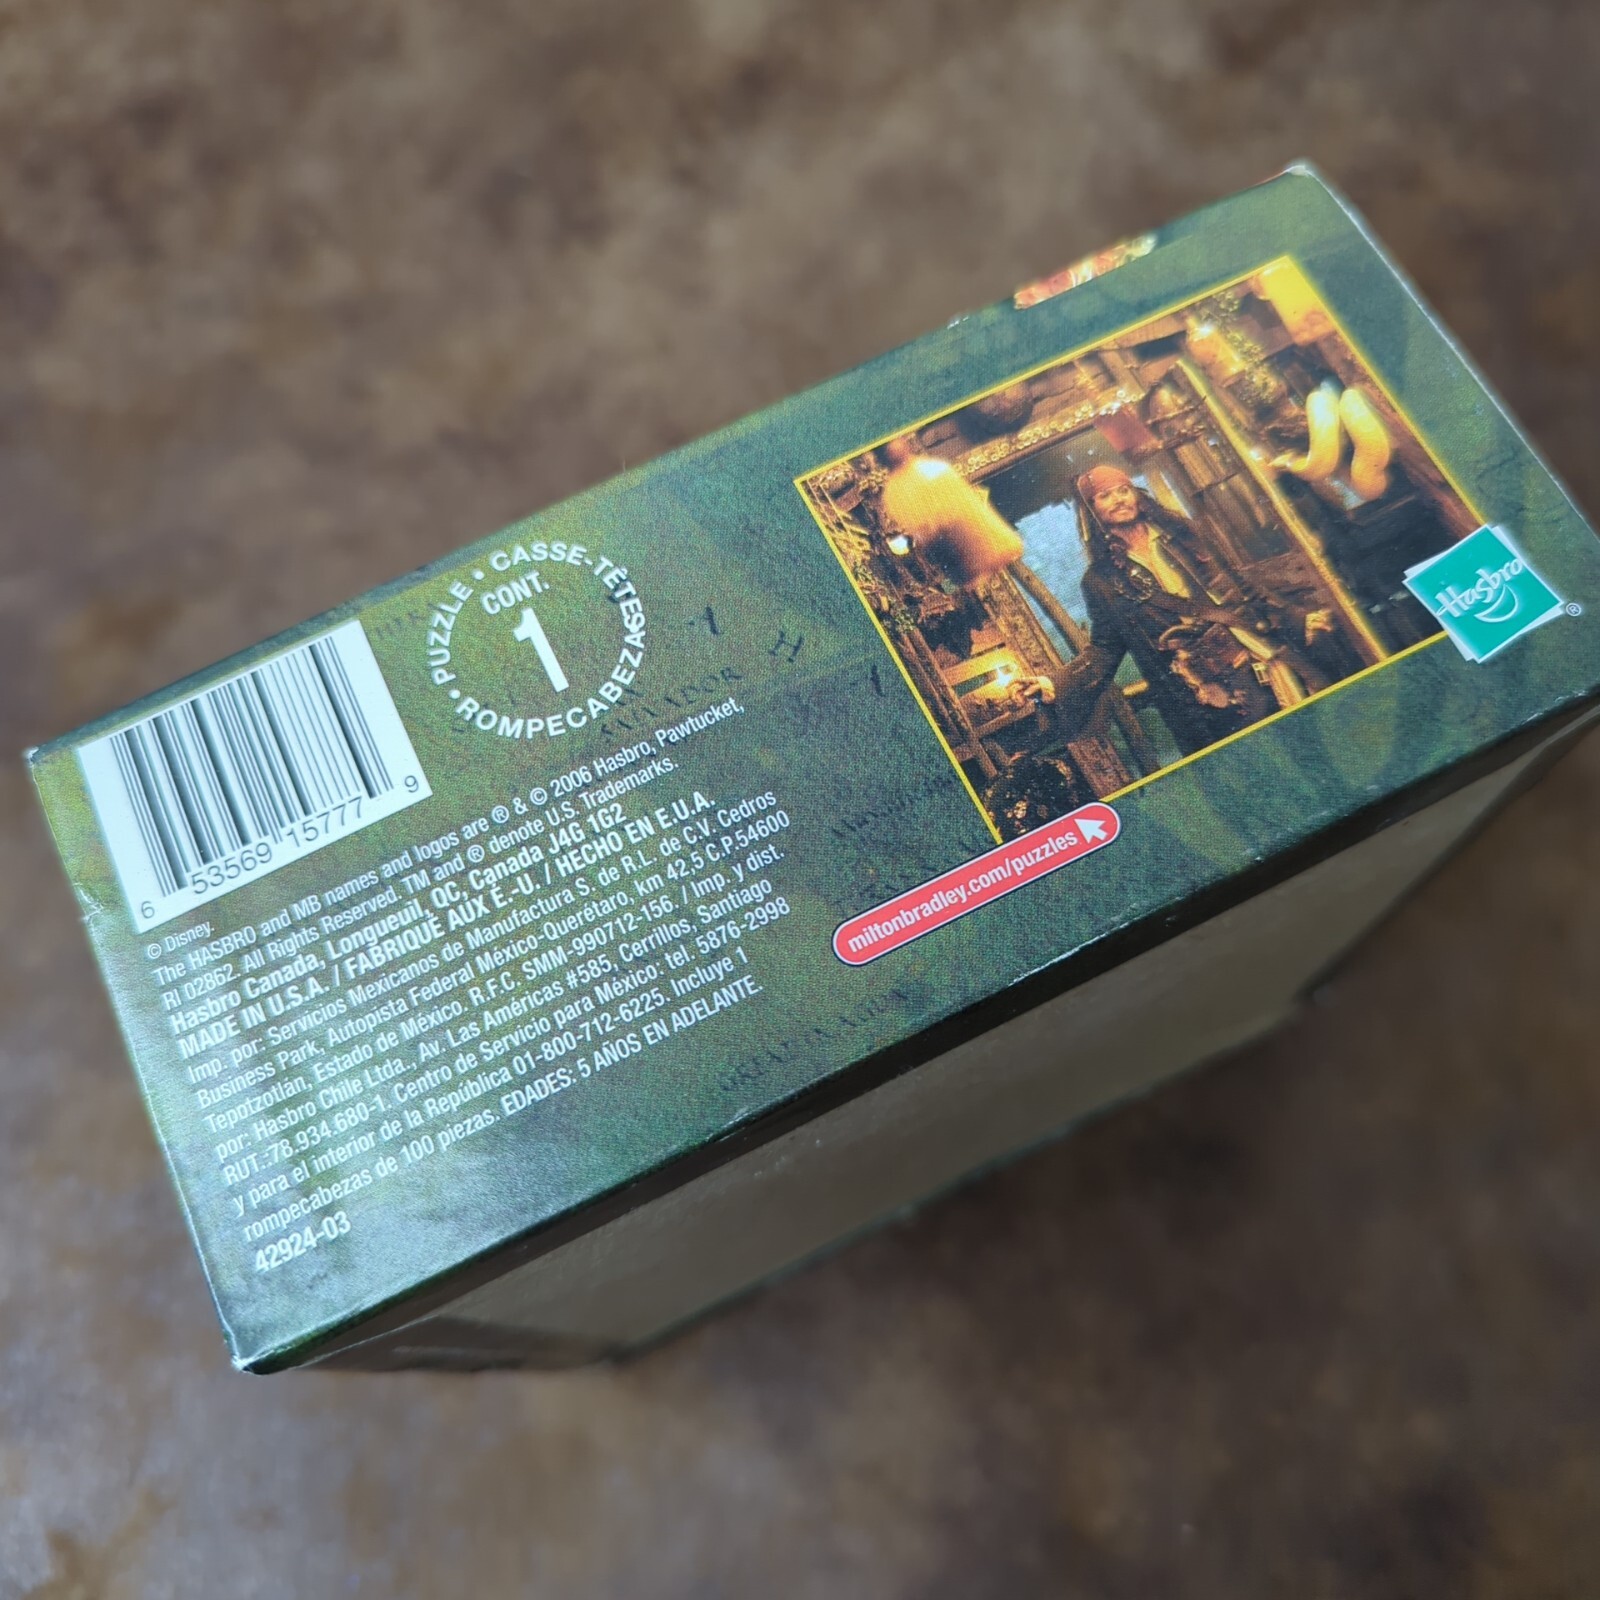 PUZZLE • CASSE-TÊTES • ROMPECABEZAS •
CONT.
1
6 53569 15777 9
© Disney.
The HASBRO and MB names and logos are ® & © 2006 Hasbro, Pawtucket,
RI 02862. All Rights Reserved. TM and ® denote U.S. Trademarks.
Hasbro Canada, Longueuil, QC, Canada J4G 1G2
MADE IN U.S.A. / FABRIQUÉ AUX É.-U. / HECHO EN E.U.A.
Imp. por: Servicios Mexicanos de Manufactura S. de R.L. de C.V. Cedros
Business Park, Autopista Federal México-Querétaro, km 42,5 C.P.54600
Tepotzotlán, Estado de México. R.F.C. SMM-990712-156. / Imp. y dist.
por: Hasbro Chile Ltda., Av. Las Américas #585, Cerrillos, Santiago
RUT.:78.934.680-1. Centro de Servicio para México: tel. 5876-2998
y para el interior de la República 01-800-712-6225. Incluye 1
rompecabezas de 100 piezas. EDADES: 5 AÑOS EN ADELANTE.
42924-03
miltonbradley.com/puzzles
Hasbro
®